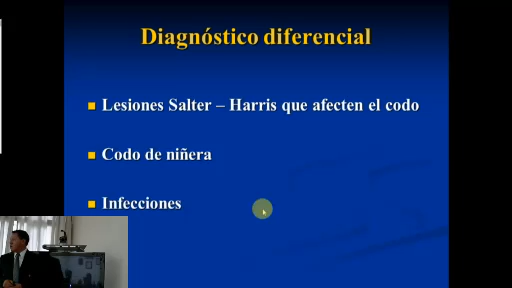 Diagnóstico diferencial
Lesiones Salter – Harris que afecten el codo
Codo de niñera
Infecciones